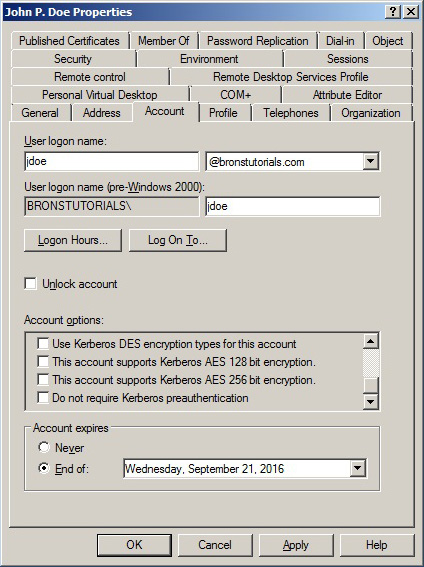 John P. Doe Properties
Published Certificates Member Of Password Replication Dial-in Object
Security Environment Sessions
Remote control Remote Desktop Services Profile
Personal Virtual Desktop COM+ Attribute Editor
General Address Account Profile Telephones Organization
User logon name:
jdoe @bronstutorials.com
User logon name (pre-Windows 2000):
BRONSTUTORIALS\ jdoe
Logon Hours... Log On To...
Unlock account
Account options:
Use Kerberos DES encryption types for this account
This account supports Kerberos AES 128 bit encryption.
This account supports Kerberos AES 256 bit encryption.
Do not require Kerberos preauthentication
Account expires
Never
End of: Wednesday, September 21, 2016
OK Cancel Apply Help